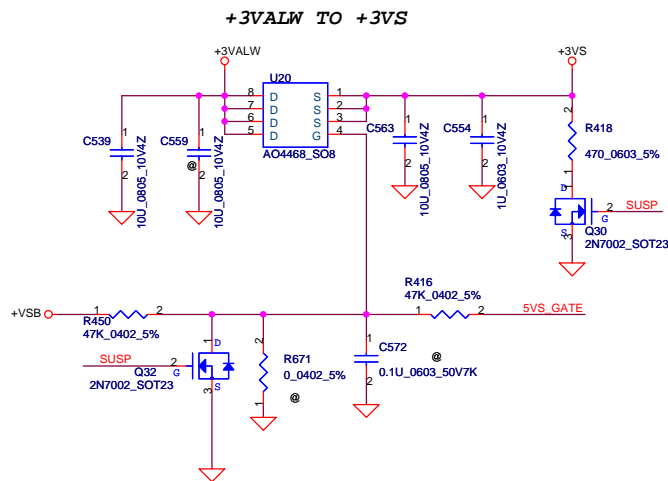 +3VALW TO +3VS
+3VALW
+3VS
U20
8 D S 1
7 D S 2
6 D S 3
5 D G 4
AO4468_SO8
C539
1
2
10U_0805_10V4Z
C559
1
2
@
10U_0805_10V4Z
C563
1
2
10U_0805_10V4Z
C554
1
2
1U_0603_10V4Z
2
R418
470_0603_5%
1
1
D
2
G
SUSP
S
3
Q30
2N7002_SOT23
+VSB
1
2
R450
47K_0402_5%
R416
47K_0402_5%
1
2
5VS_GATE
SUSP
2
G
1
D
S
3
Q32
2N7002_SOT23
2
R671
0_0402_5%
1
@
1
C572
0.1U_0603_50V7K
2
@